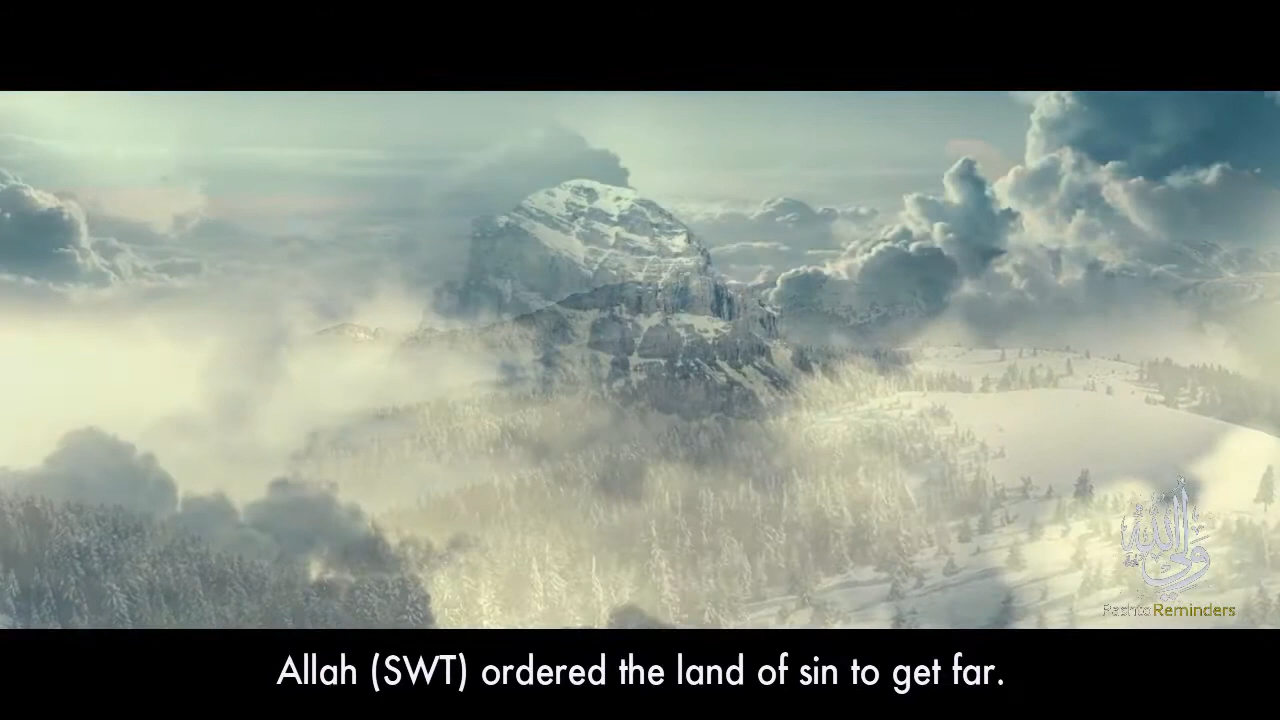 PashtoReminders
Allah (SWT) ordered the land of sin to get far.